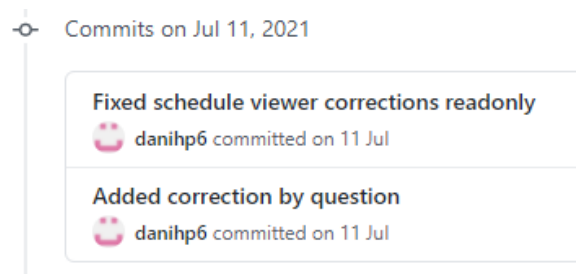 Commits on Jul 11, 2021
Fixed schedule viewer corrections readonly
danihp6 committed on 11 Jul
Added correction by question
danihp6 committed on 11 Jul